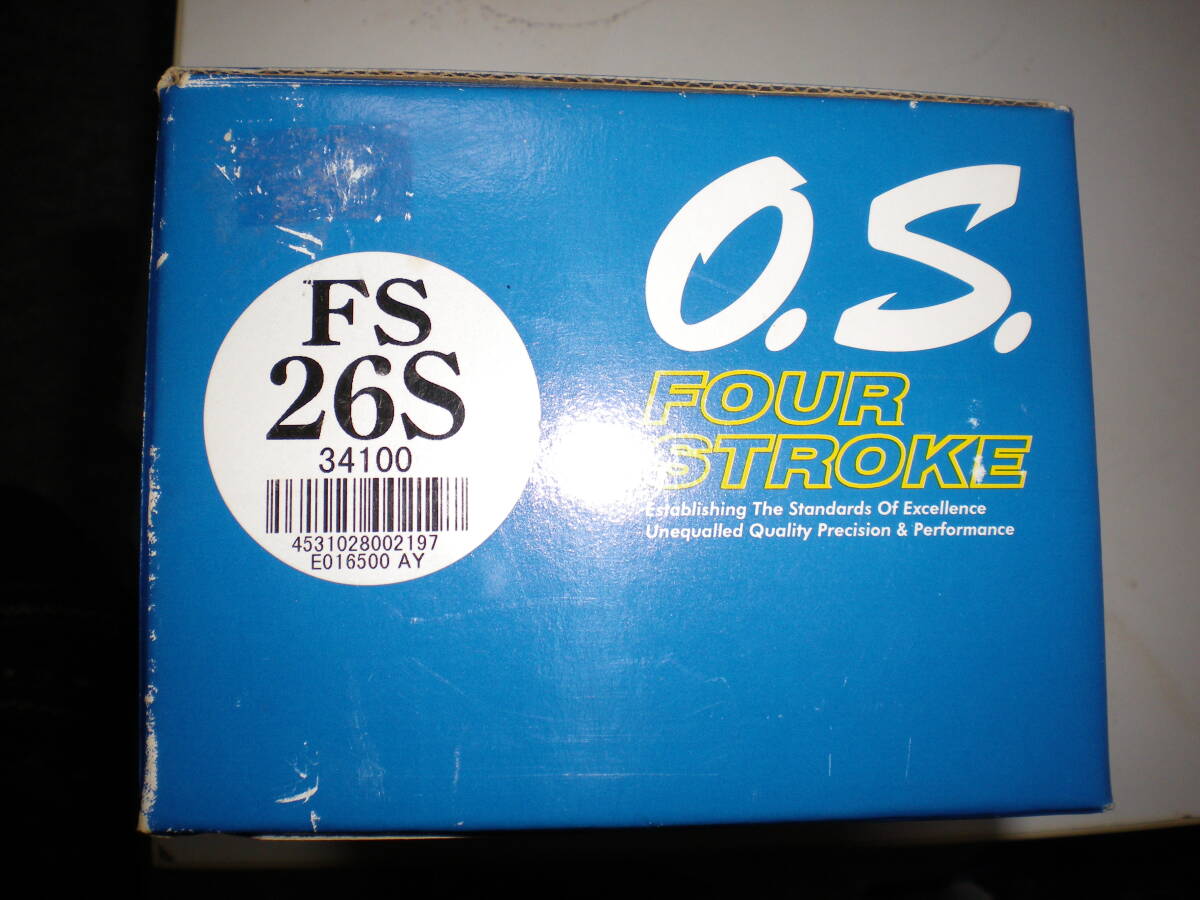 FS
26S
34100
4531028002197
E016500 AY
O.S.
FOUR
STROKE
Establishing The Standards Of Excellence
Unequalled Quality Precision & Performance